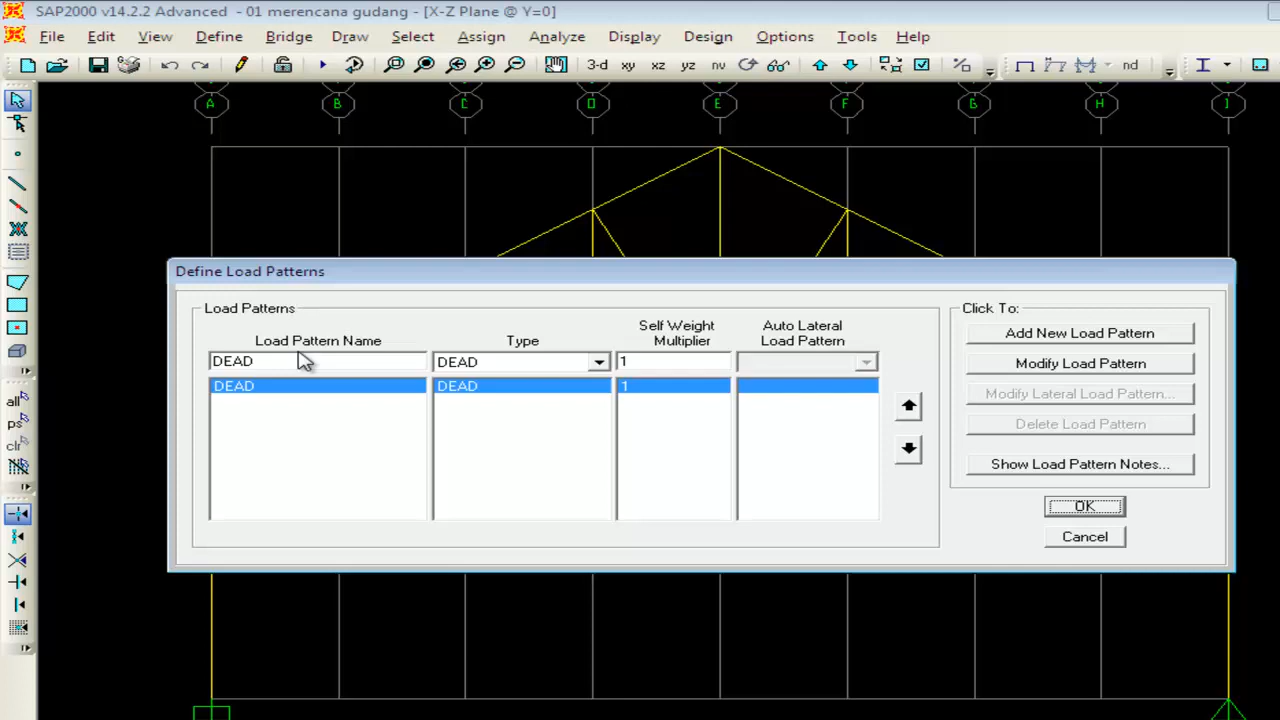 SAP2000 v14.2.2 Advanced - 01 merencana gudang - [X-Z Plane @ Y=0]
File Edit View Define Bridge Draw Select Assign Analyze Display Design Options Tools Help
3-d xy xz yz nv nd
A B C D E F G H I
Define Load Patterns
Load Patterns
Click To:
Load Pattern Name
Type
Self Weight Multiplier
Auto Lateral Load Pattern
DEAD DEAD 1
DEAD DEAD 1
Add New Load Pattern
Modify Load Pattern
Modify Lateral Load Pattern...
Delete Load Pattern
Show Load Pattern Notes...
OK
Cancel
all
ps
clr